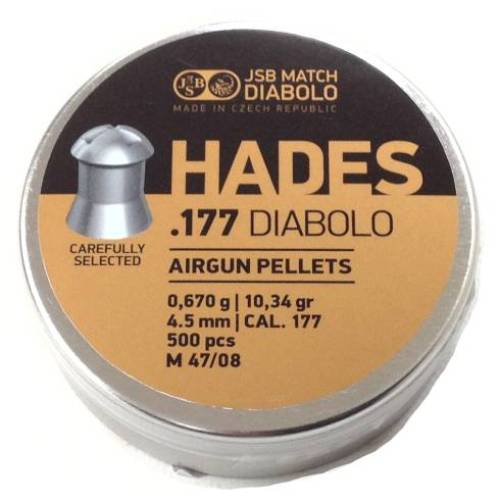 JSB
JSB MATCH
DIABOLO
MADE IN CZECH REPUBLIC
HADES
.177 DIABOLO
CAREFULLY
SELECTED
AIRGUN PELLETS
0,670 g | 10,34 gr
4.5 mm | CAL. 177
500 pcs
M 47/08